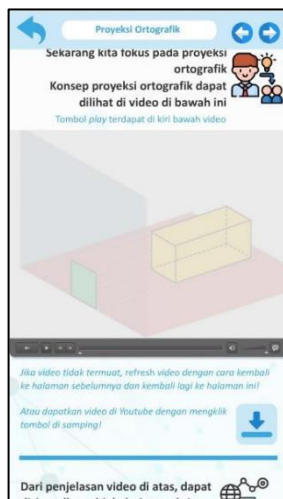 Proyeksi Ortografik
Sekarang kita fokus pada proyeksi
ortografik
Konsep proyeksi ortografik dapat
dilihat di video di bawah ini
Tombol play terdapat di kiri bawah video
Jika video tidak termuat, refresh video dengan cara kembali
ke halaman sebelumnya dan kembali lagi ke halaman ini!
Atau dapatkan video di Youtube dengan mengklik
tombol di samping!
Dari penjelasan video di atas, dapat